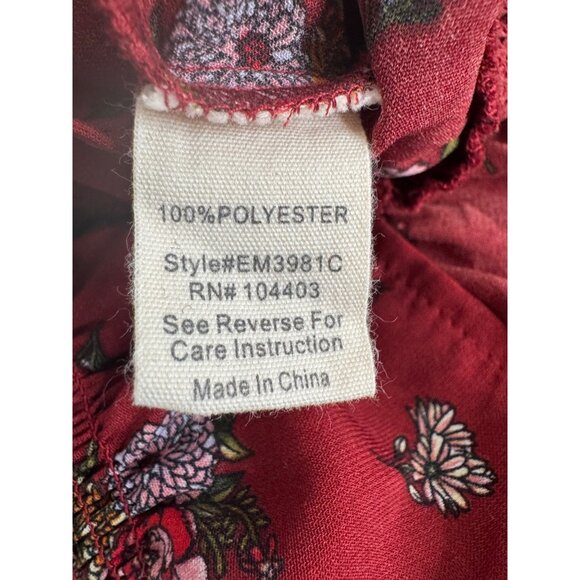 100%POLYESTER
Style#EM3981C
RN# 104403
See Reverse For
Care Instruction
Made In China